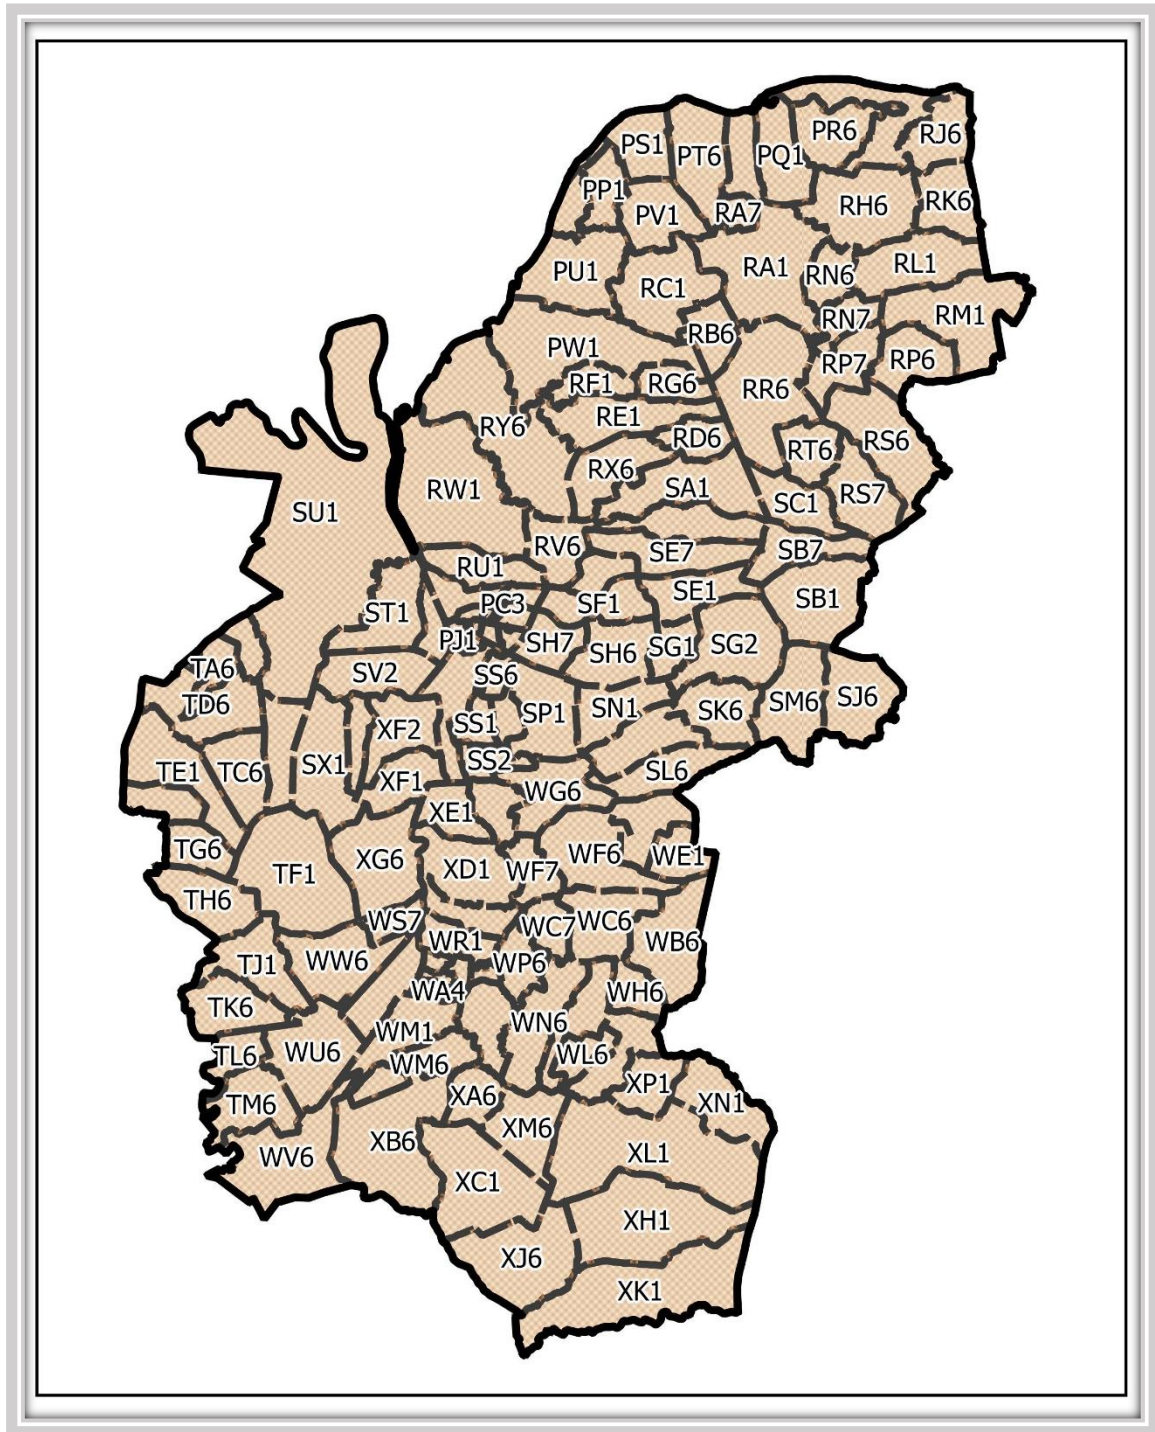 PR6
RJ6
PS1
PT6
PQ1
PP1
RK6
RH6
PV1
RA7
PU1
RC1
RA1
RN6
RL1
RM1
RN7
RB6
PW1
RP7
RP6
RF1
RG6
RR6
RE1
RY6
RD6
RT6
RS6
RX6
RW1
SA1
SC1
RS7
SU1
RV6
SE7
SB7
RU1
SE1
SB1
ST1
PC3
SF1
PJ1
SH7
SH6
SG1
SG2
TA6
SV2
SS6
TD6
SS1
SP1
SN1
SK6
SM6
SJ6
XF2
SS2
TE1
TC6
SX1
XF1
SL6
WG6
XE1
TG6
TF1
XG6
XD1
WF7
WF6
WE1
TH6
WS7
WR1
WC7
WC6
WB6
TJ1
WW6
WP6
WA4
WH6
TK6
WM1
WN6
TL6
WU6
WM6
WL6
TM6
XA6
XP1
XN1
XM6
WV6
XB6
XL1
XC1
XH1
XJ6
XK1